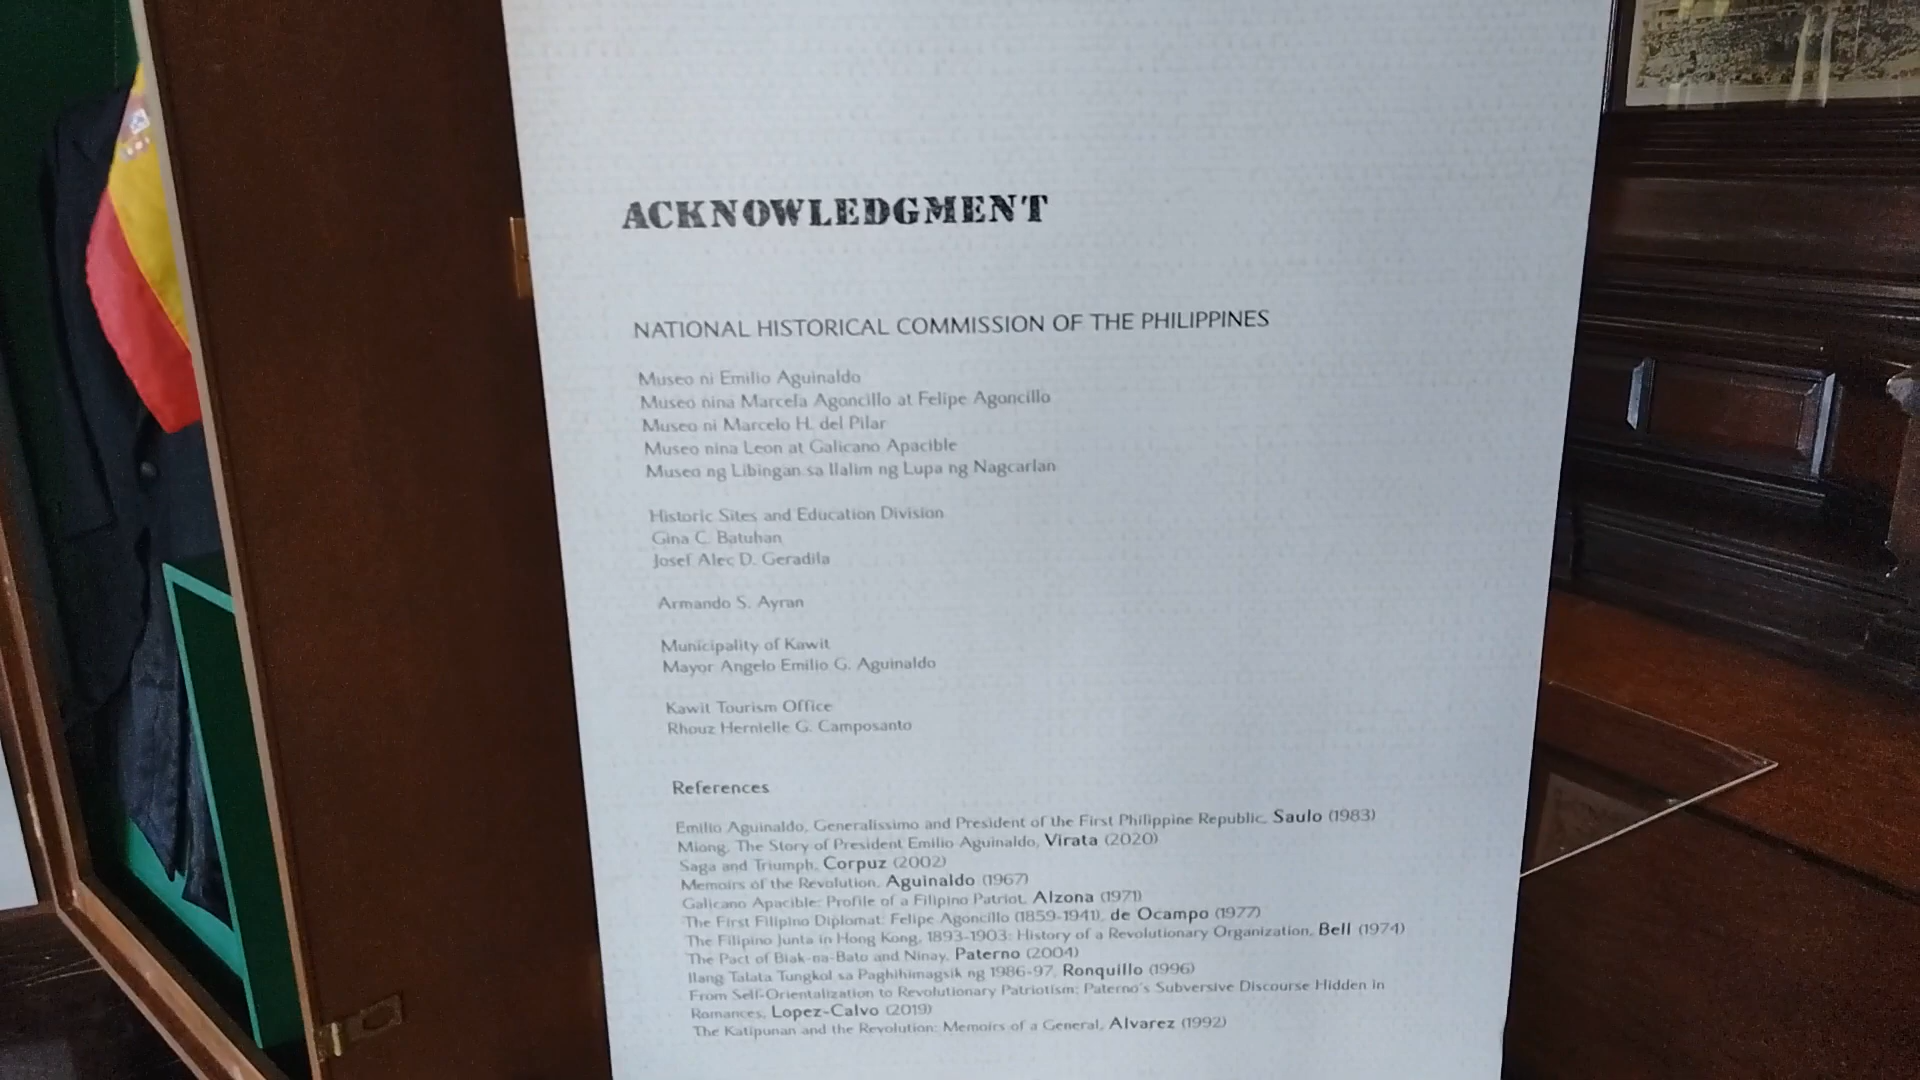 ACKNOWLEDGMENT
NATIONAL HISTORICAL COMMISSION OF THE PHILIPPINES
Museo ni Emilio Aguinaldo
Museo nina Marcela Agoncillo at Felipe Agoncillo
Museo ni Marcelo H. del Pilar
Museo nina Leon at Galicano Apacible
Museo ng Libingan sa Ilalim ng Lupa ng Nagcarlan
Historic Sites and Education Division
Gina C. Batuhan
Josef Alec D. Geradila
Armando S. Ayran
Municipality of Kawit
Mayor Angelo Emilio G. Aguinaldo
Kawit Tourism Office
Rhouz Hernielle G. Camposanto
References
Emilio Aguinaldo, Generalissimo and President of the First Philippine Republic, Saulo (1983)
Miong, The Story of President Emilio Aguinaldo, Virata (2020)
Saga and Triumph, Corpuz (2002)
Memoirs of the Revolution, Aguinaldo (1967)
Galicano Apacible: Profile of a Filipino Patriot, Alzona (1971)
The First Filipino Diplomat: Felipe Agoncillo (1859-1941), de Ocampo (1977)
The Filipino Junta in Hong Kong, 1893-1903: History of a Revolutionary Organization, Bell (1974)
The Pact of Biak-na-Bato and Ninay, Paterno (2004)
Ilang Talata Tungkol sa Paghihimagsik ng 1986-97, Ronquillo (1996)
From Self-Orientalization to Revolutionary Patriotism: Paterno's Subversive Discourse Hidden in
Romances, Lopez-Calvo (2019)
The Katipunan and the Revolution: Memoirs of a General, Alvarez (1992)